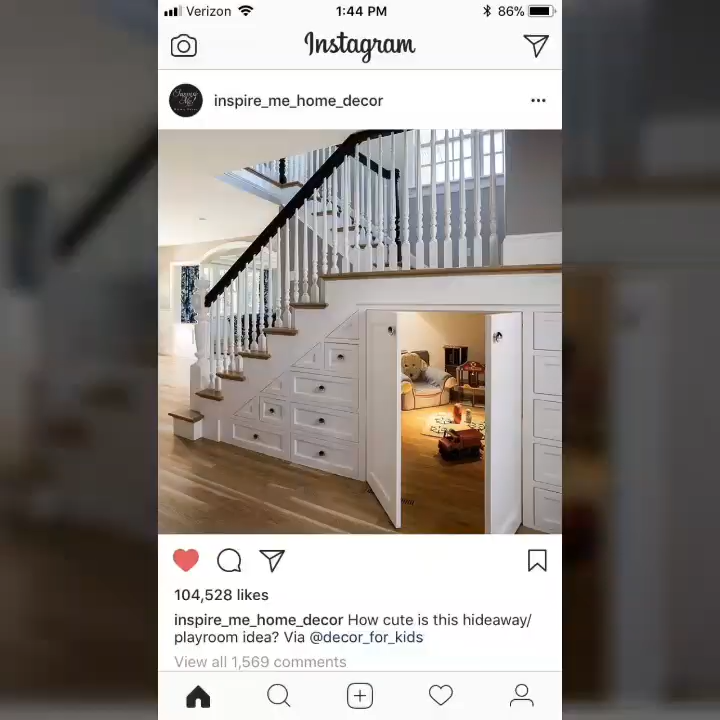 Verizon 1:44 PM 86%
Instagram
inspire_me_home_decor
104,528 likes
inspire_me_home_decor How cute is this hideaway/
playroom idea? Via @decor_for_kids
View all 1,569 comments